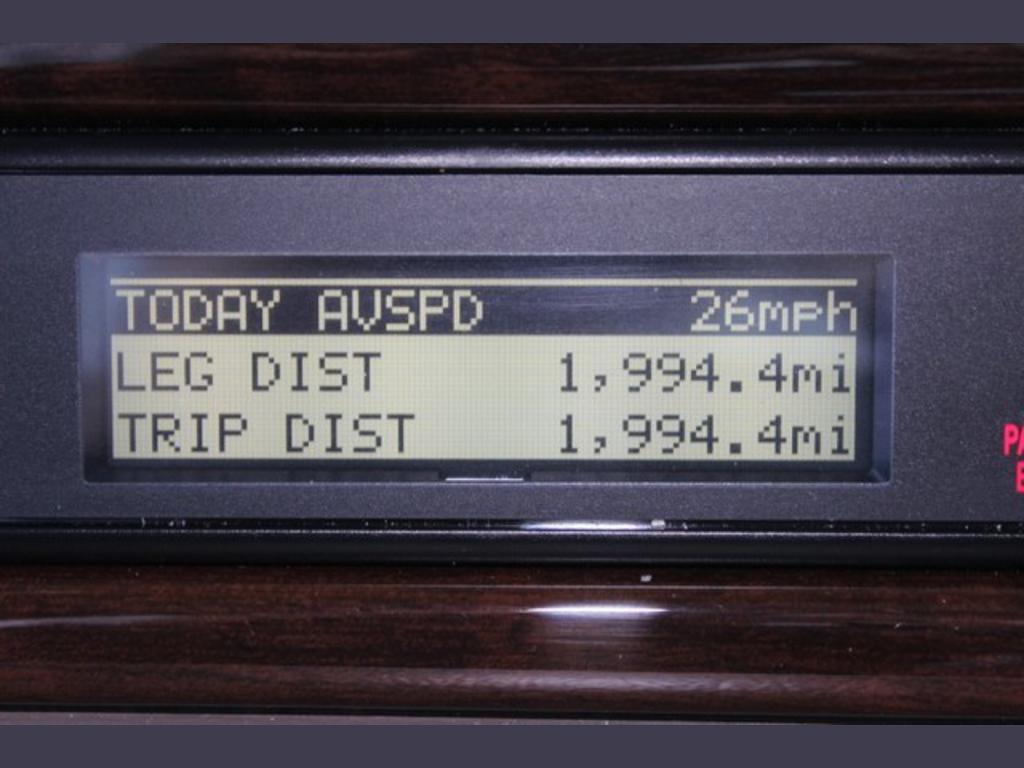 TODAY AVSPD 26mph
LEG DIST 1,994.4mi
TRIP DIST 1,994.4mi